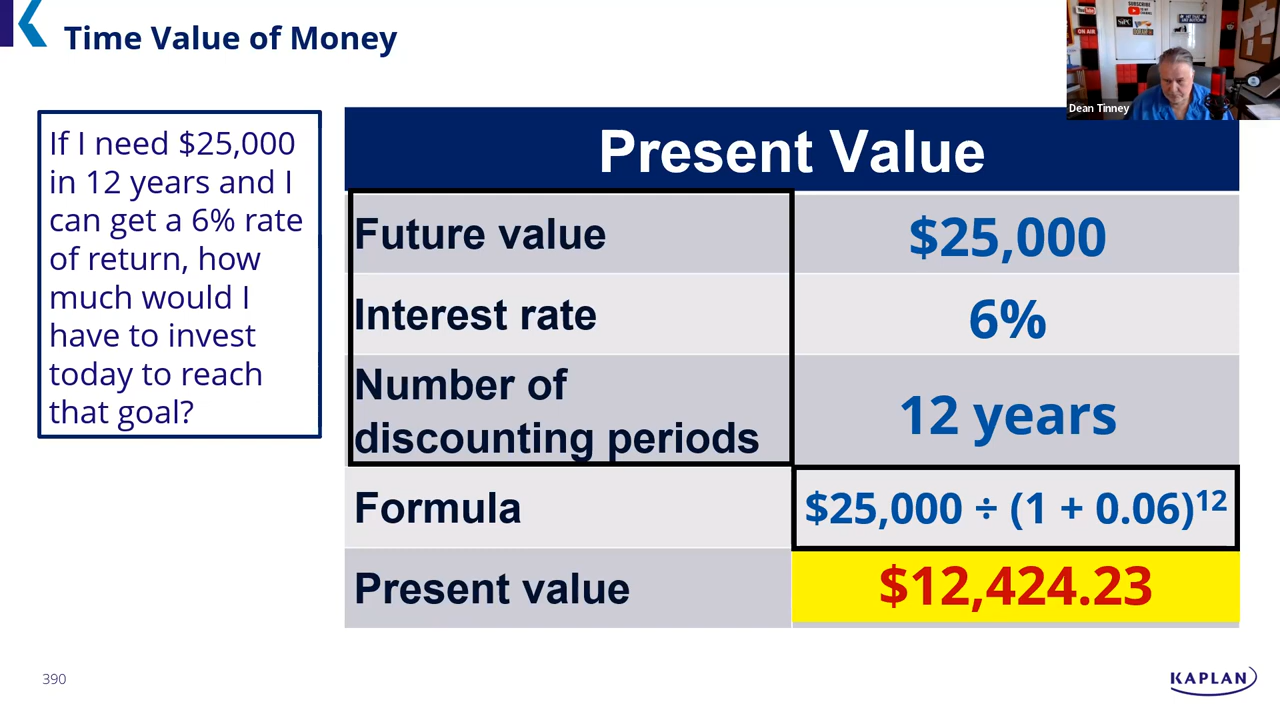 Time Value of Money
If I need $25,000
in 12 years and I
can get a 6% rate
of return, how
much would I
have to invest
today to reach
that goal?
Present Value
Future value $25,000
Interest rate 6%
Number of
discounting periods 12 years
Formula $25,000 ÷ (1 + 0.06)¹²
Present value $12,424.23
390
KAPLAN
SUBSCRIBE
ON AIR
Dean Tinney